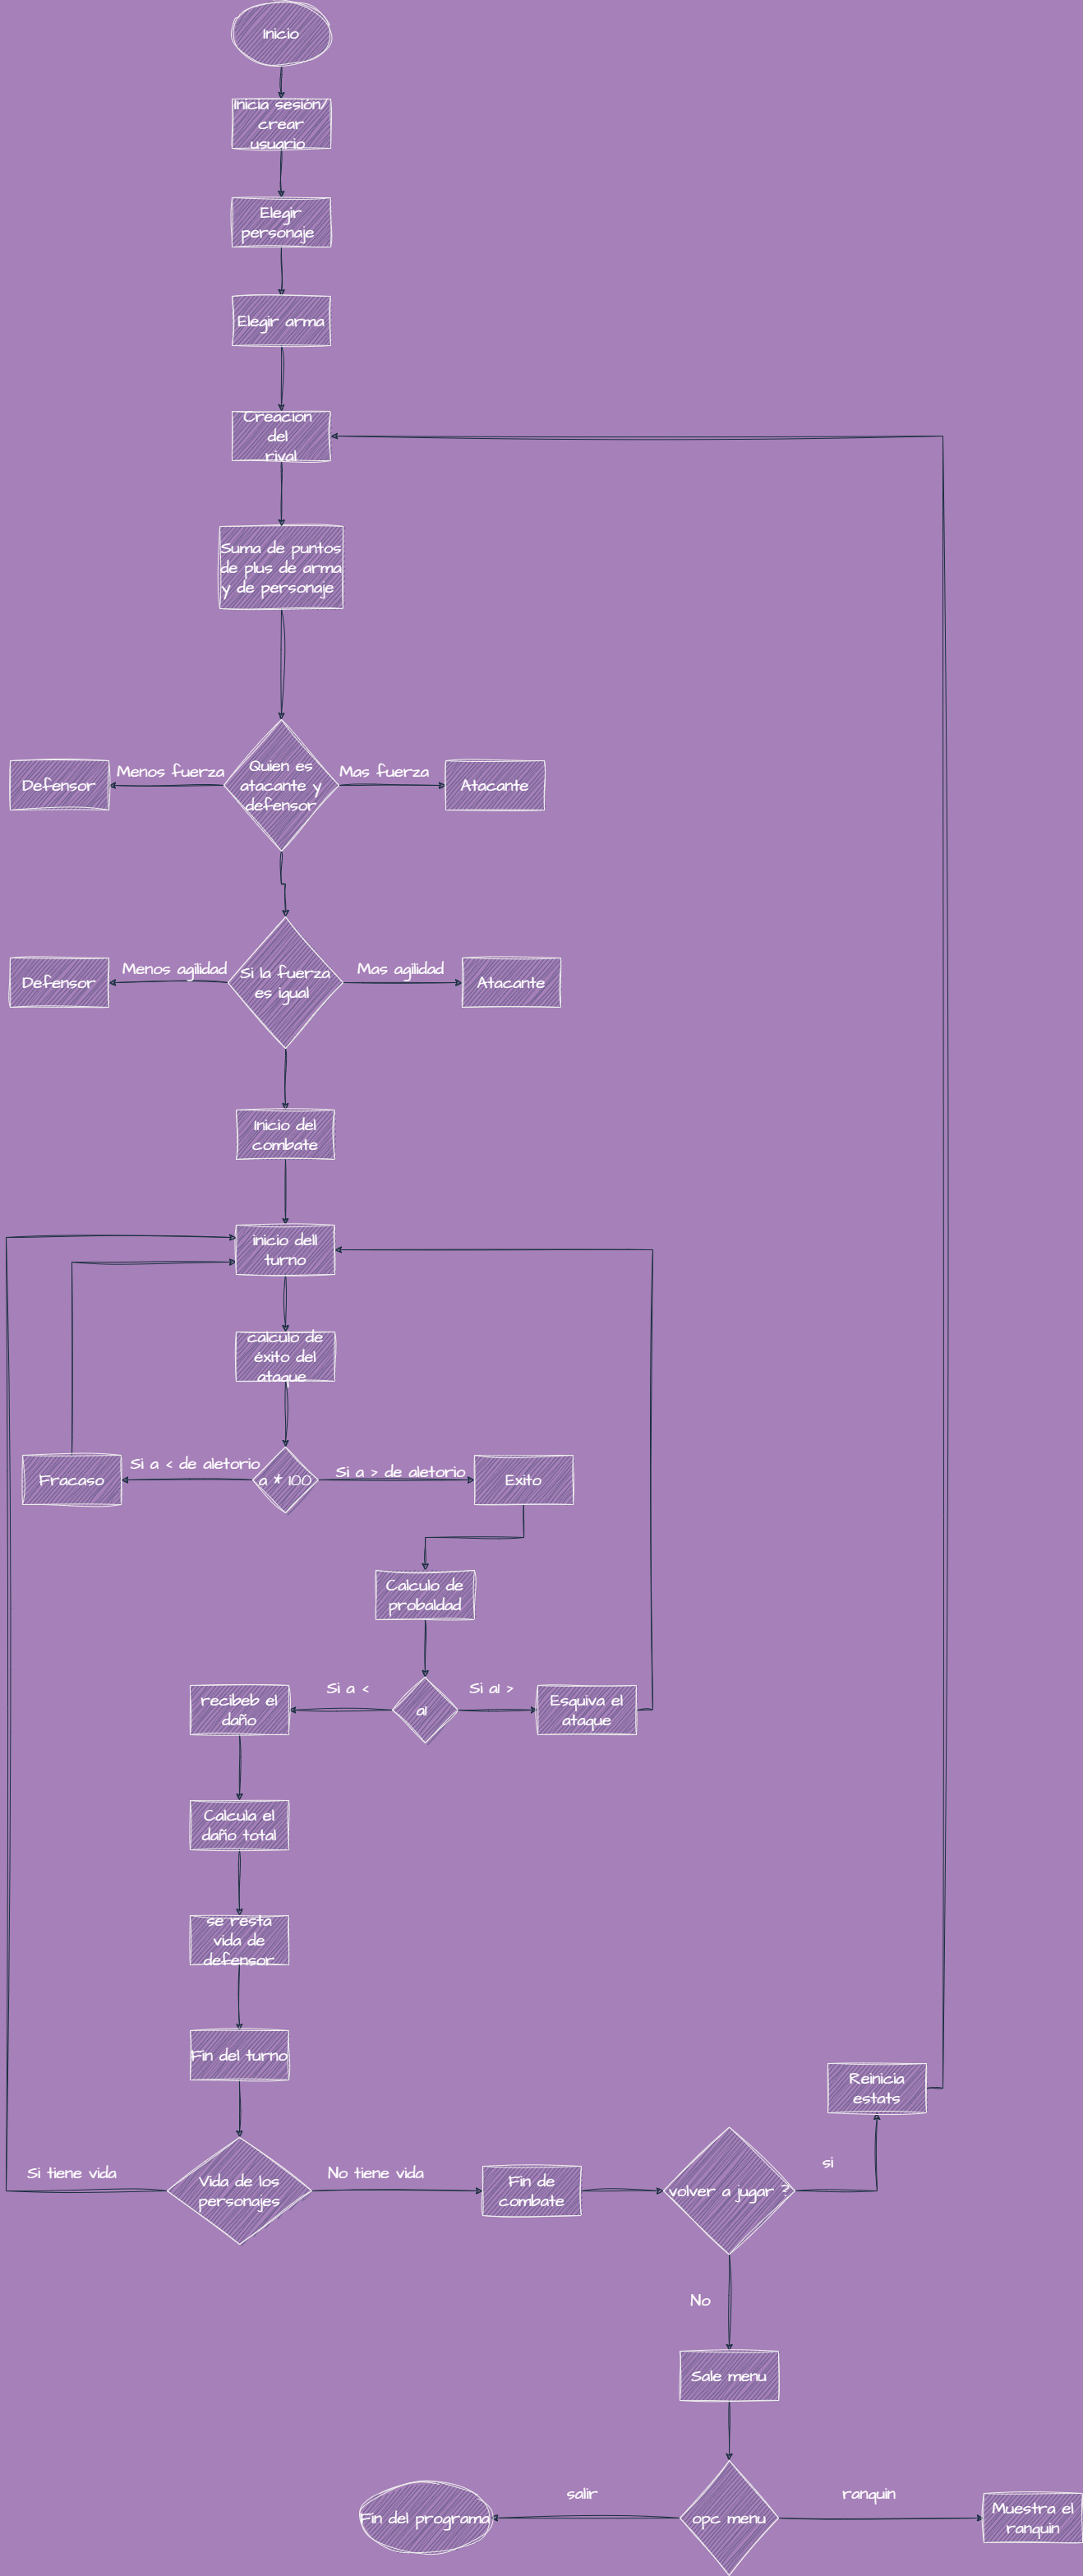 Inicio
Inicia sesión/
crear
usuario
Elegir
personaje
Elegir arma
Creacion
del
rival
Suma de puntos
de plus de arma
y de personaje
Quien es
atacante y
defensor
Menos fuerza
Defensor
Mas fuerza
Atacante
Si la fuerza
es igual
Menos agilidad
Defensor
Mas agilidad
Atacante
Inicio del
combate
inicio dell
turno
calculo de
éxito del
ataque
a * 100
Si a < de aletorio
Fracaso
Si a > de aletorio
Exito
Calculo de
probaldad
al
Si a <
recibeb el
daño
Si al >
Esquiva el
ataque
Calcula el
daño total
se resta
vida de
defensor
Fin del turno
Vida de los
personajes
Si tiene vida
No tiene vida
Fin de
combate
volver a jugar ?
si
Reinicia
estats
No
Sale menu
opc menu
salir
Fin del programa
ranquin
Muestra el
ranquin